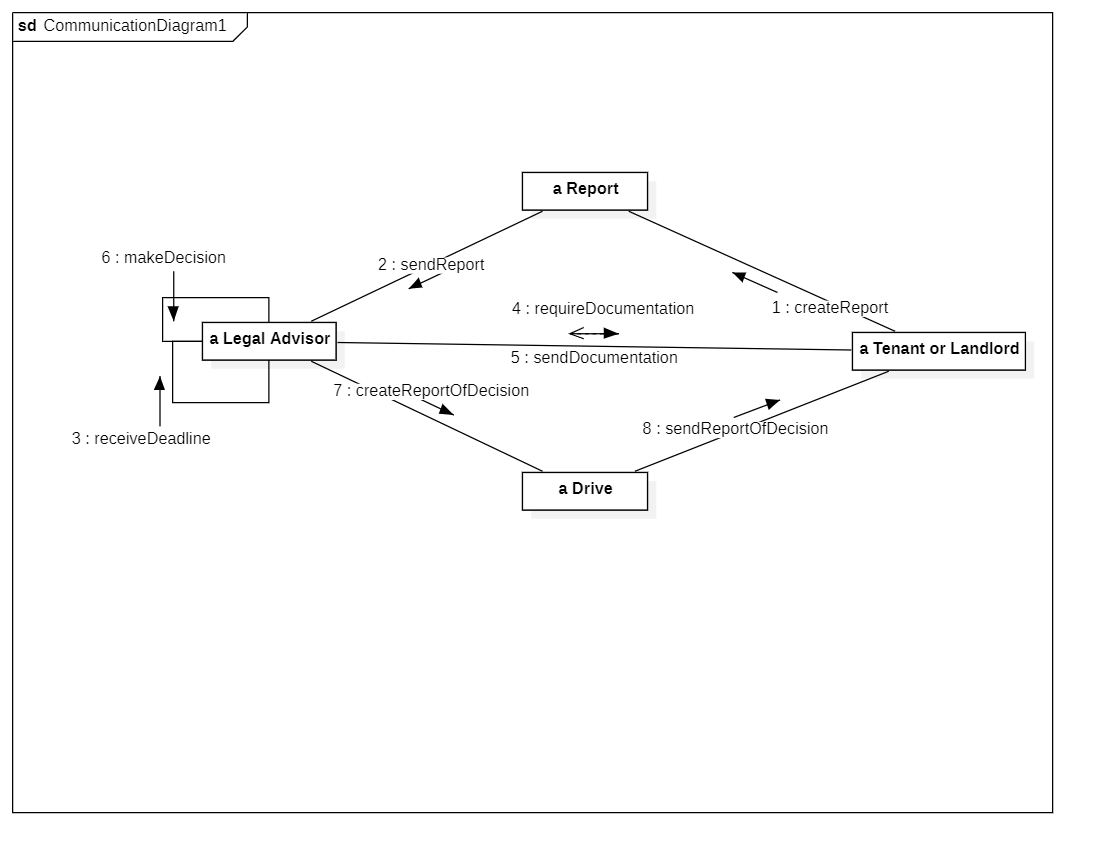 sd CommunicationDiagram1
a Report
6 : makeDecision
2 : sendReport
4 : requireDocumentation
1 : createReport
a Legal Advisor
a Tenant or Landlord
5 : sendDocumentation
7 : createReportOfDecision
8 : sendReportOfDecision
3 : receiveDeadline
a Drive